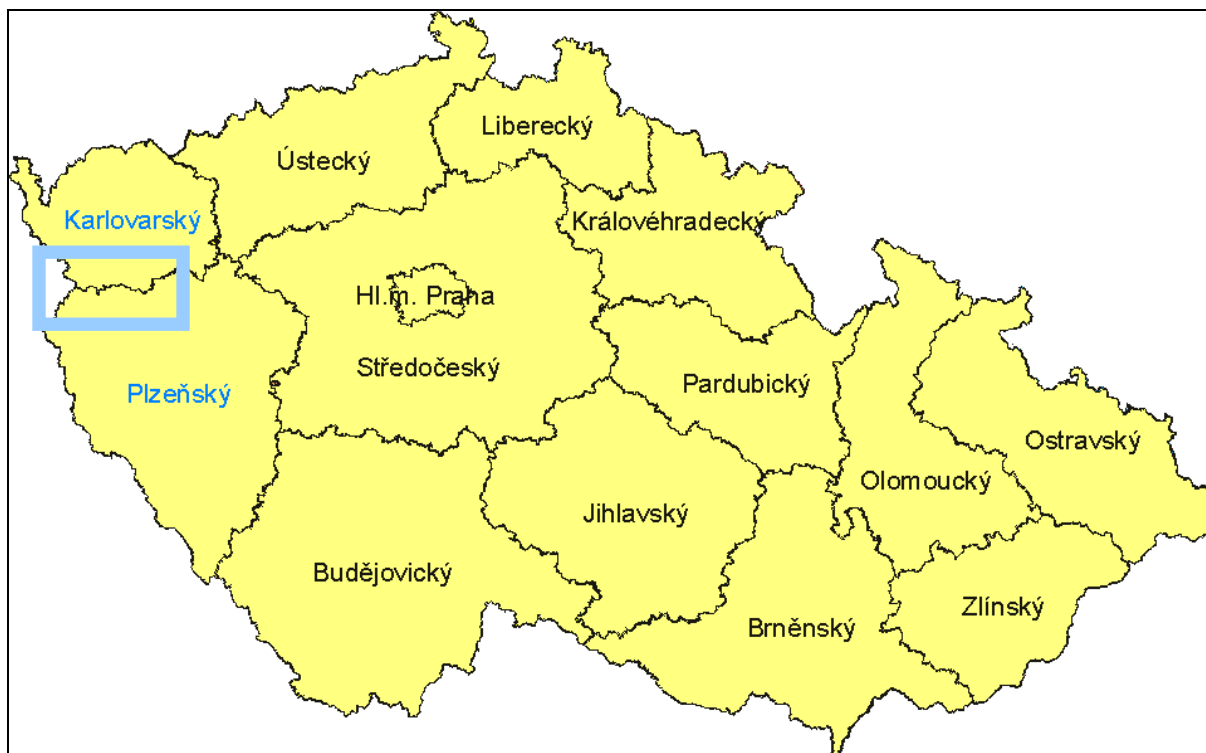 Liberecký
Ústecký
Karlovarský
Královéhradecký
Hl.m. Praha
Středočeský
Pardubický
Plzeňský
Ostravský
Olomoucký
Jihlavský
Budějovický
Zlínský
Brněnský